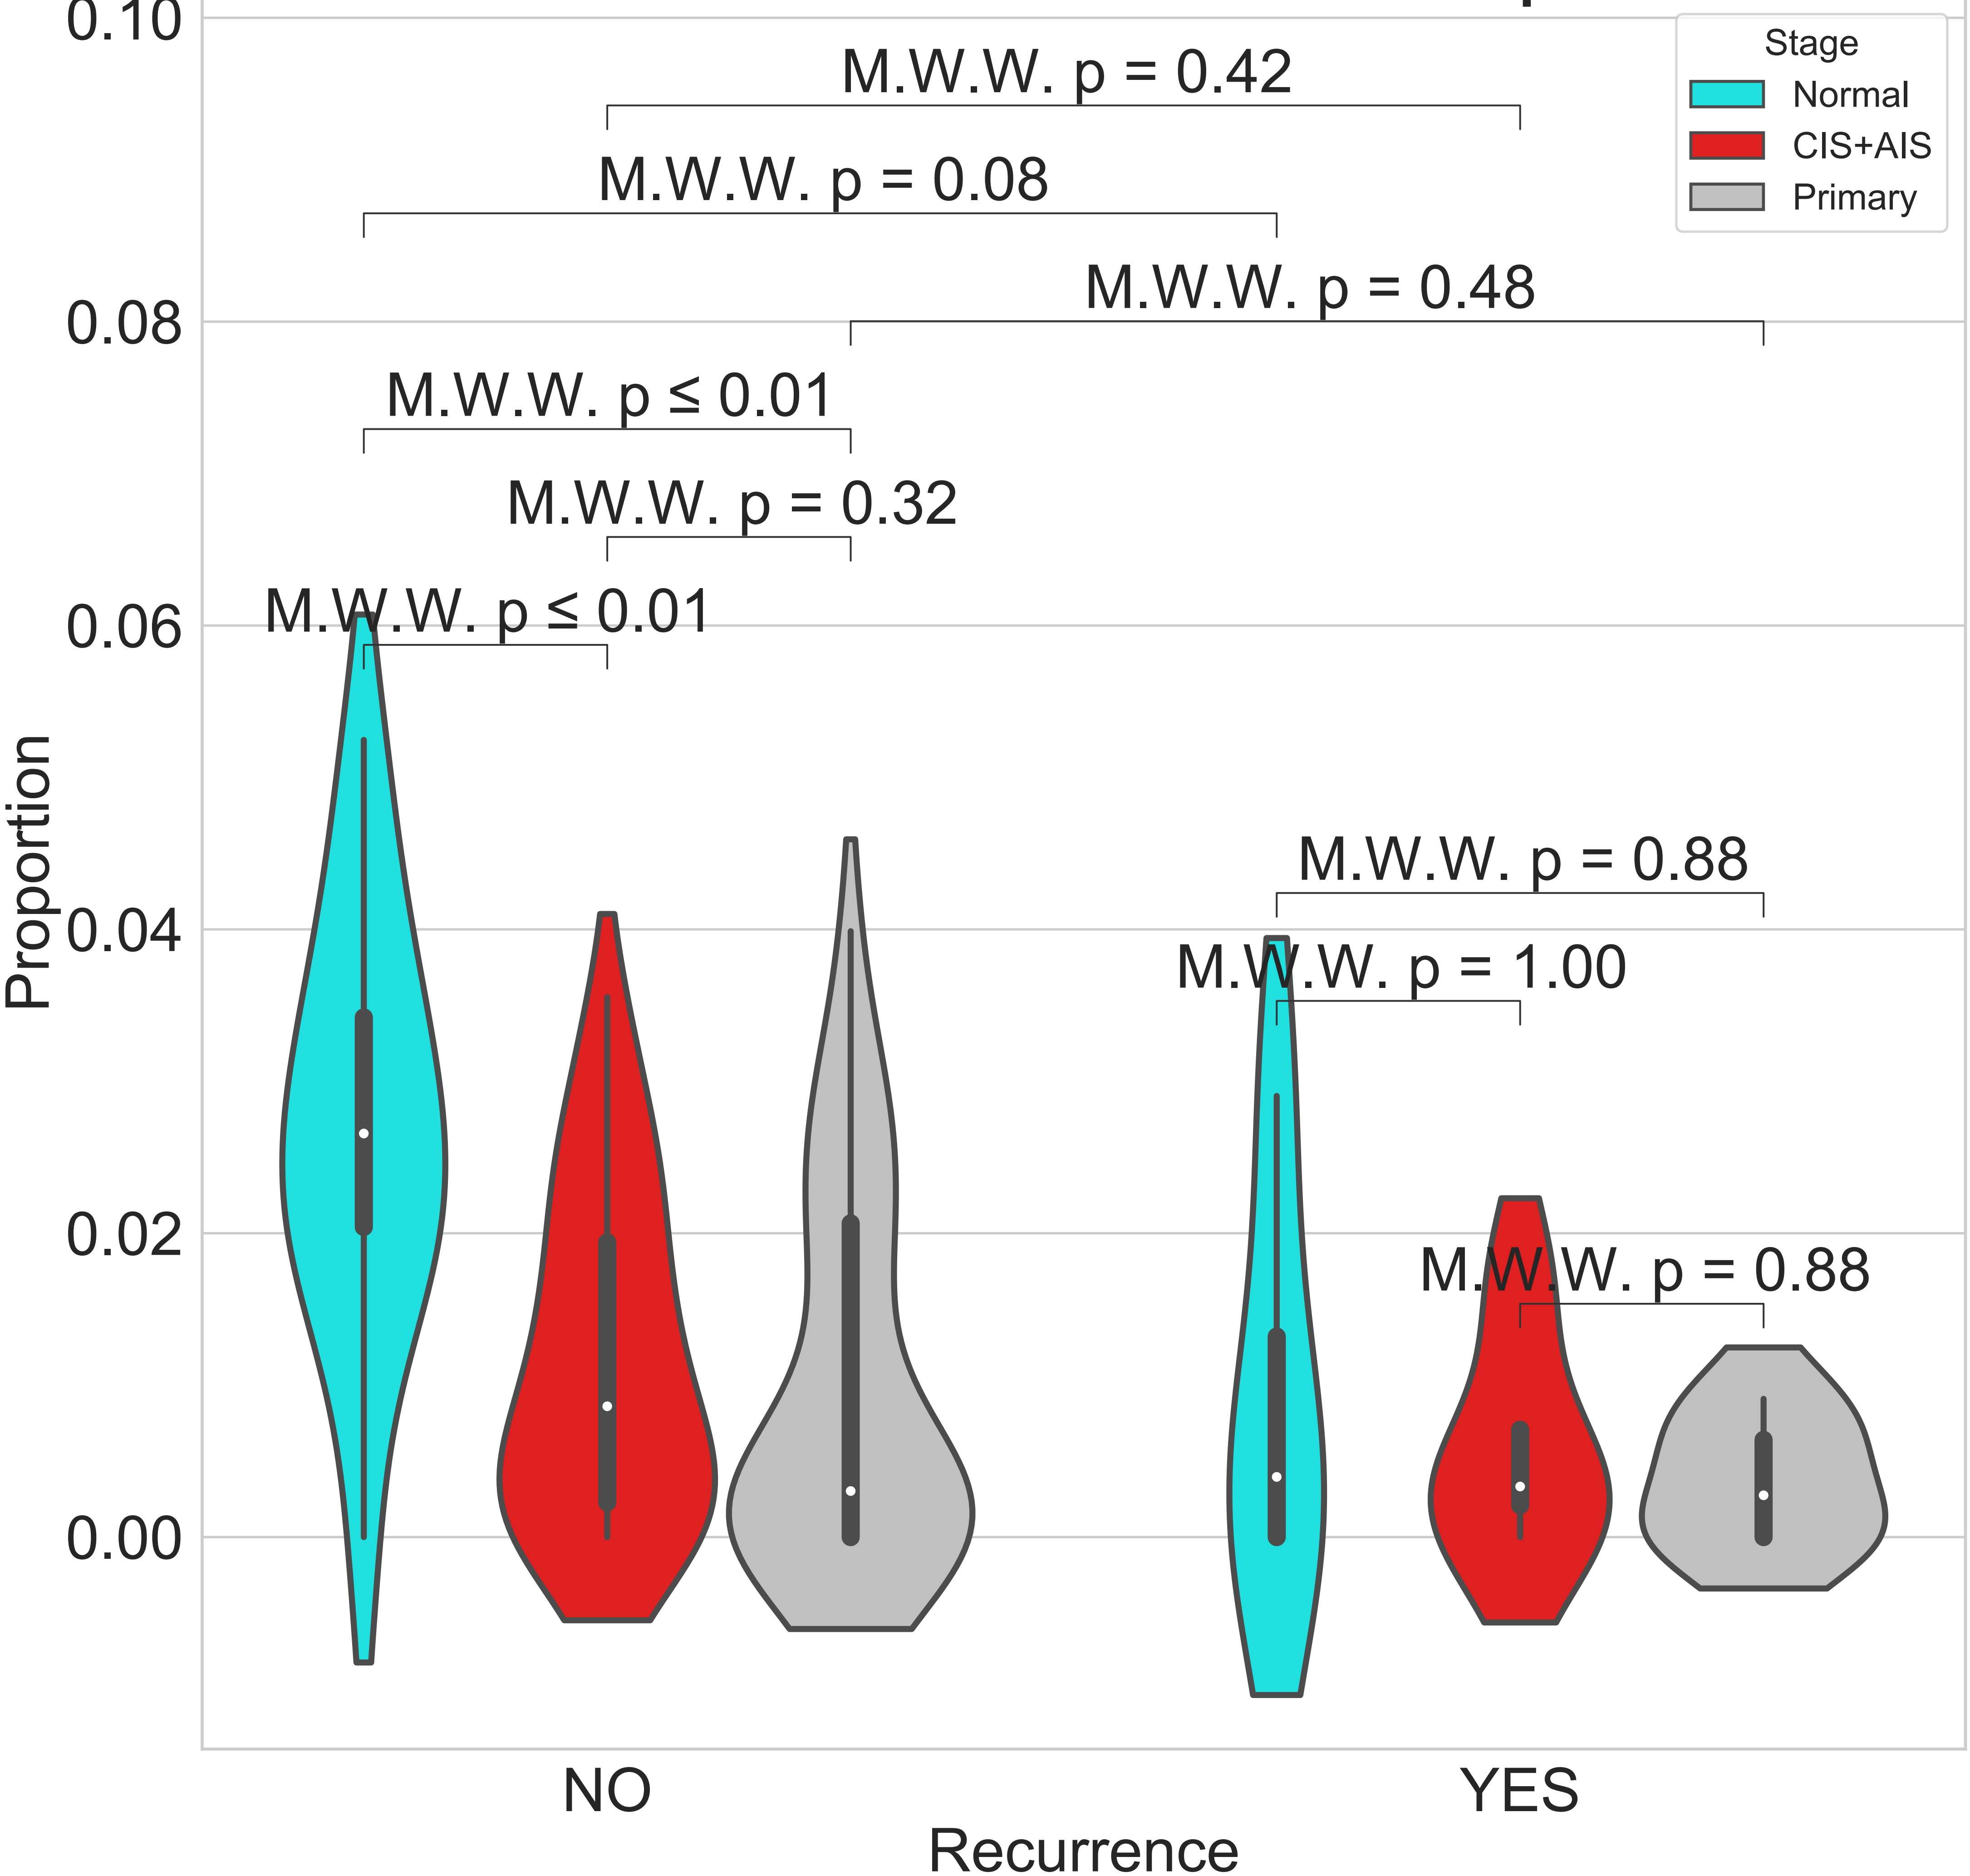 0.10
M.W.W. p = 0.42
Stage
Normal
CIS+AIS
Primary
M.W.W. p = 0.08
M.W.W. p = 0.48
0.08
M.W.W. p ≤ 0.01
M.W.W. p = 0.32
M.W.W. p ≤ 0.01
0.06
Proportion
M.W.W. p = 0.88
0.04
M.W.W. p = 1.00
0.02
M.W.W. p = 0.88
0.00
NO
YES
Recurrence